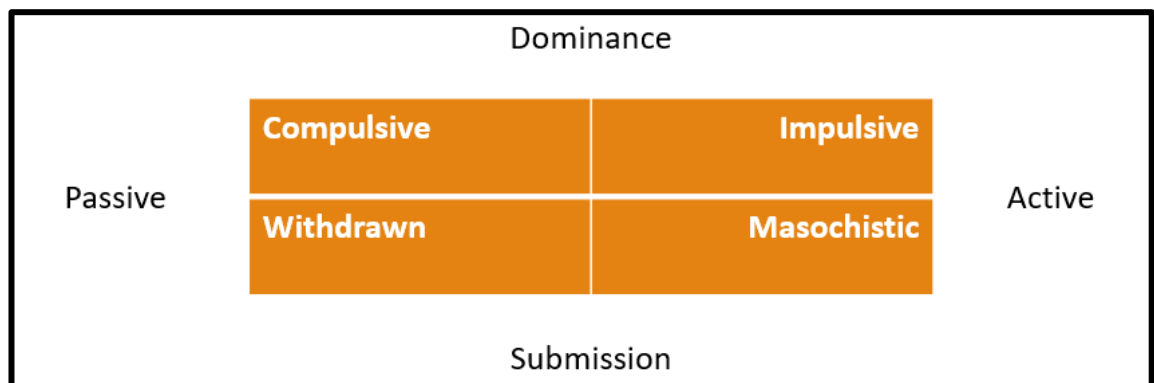 Dominance
Compulsive Impulsive
Passive Active
Withdrawn Masochistic
Submission